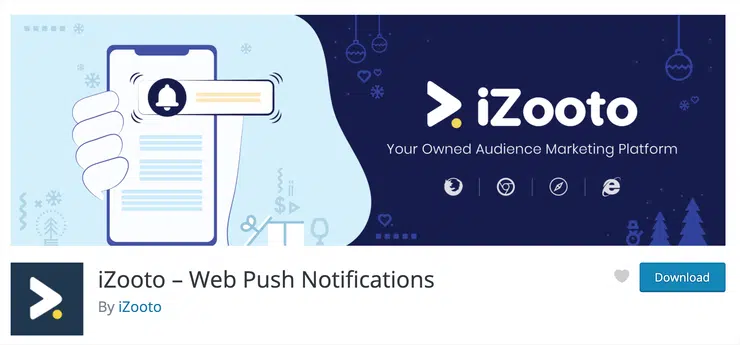 iZooto
Your Owned Audience Marketing Platform
iZooto – Web Push Notifications
Download
By iZooto